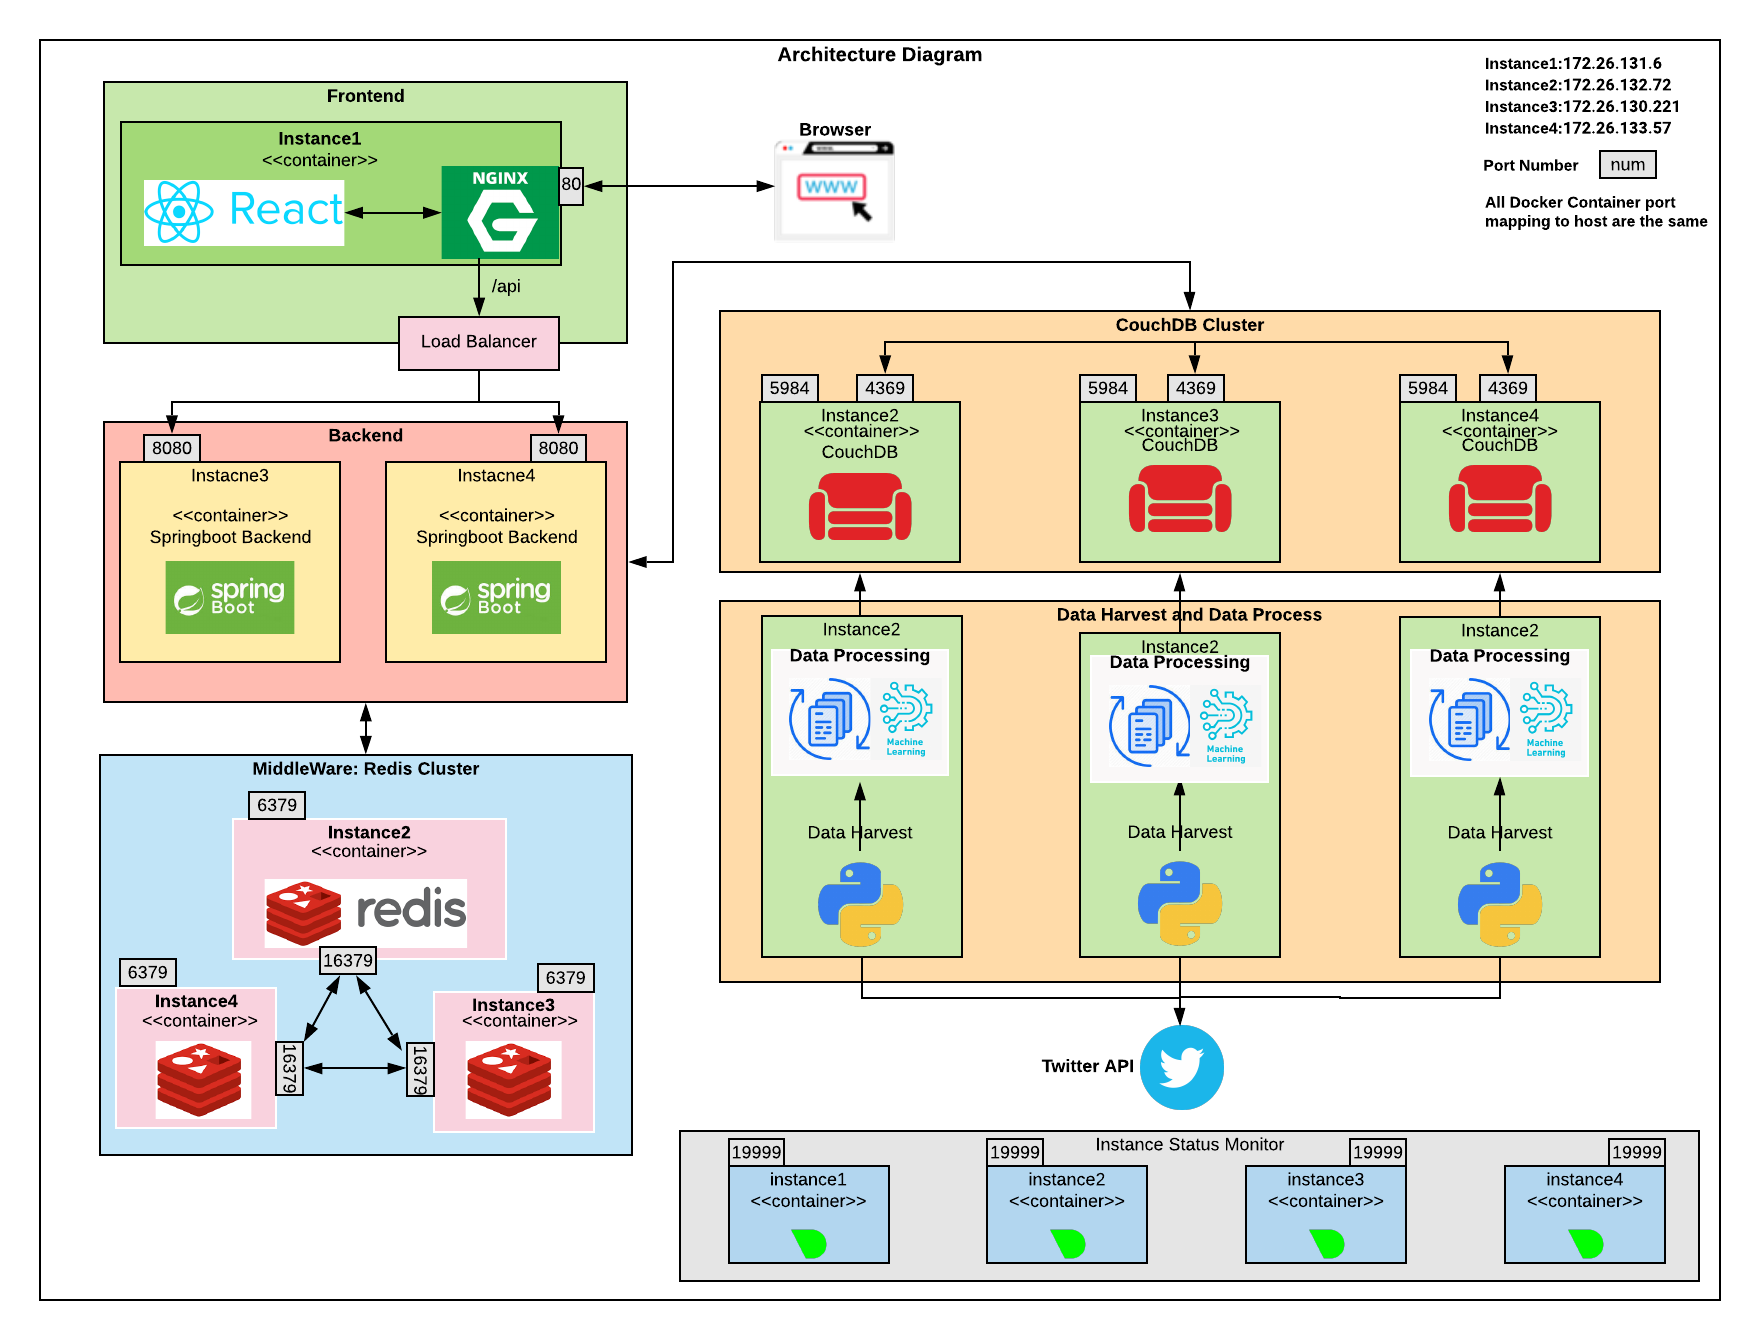 Architecture Diagram
Instance1:172.26.131.6
Instance2:172.26.132.72
Instance3:172.26.130.221
Instance4:172.26.133.57
Port Number
num
All Docker Container port
mapping to host are the same
Frontend
Instance1
<<container>>
React
NGINX
80
/api
Load Balancer
Browser
WWW.
WWW
Backend
8080
8080
Instacne3
<<container>>
Springboot Backend
spring
Boot
Instacne4
<<container>>
Springboot Backend
spring
Boot
MiddleWare: Redis Cluster
6379
Instance2
<<container>>
redis
16379
6379
Instance4
<<container>>
16379
6379
Instance3
<<container>>
16379
CouchDB Cluster
5984
4369
Instance2
<<container>>
CouchDB
5984
4369
Instance3
<<container>>
CouchDB
5984
4369
Instance4
<<container>>
CouchDB
Data Harvest and Data Process
Instance2
Data Processing
Machine
Learning
Data Harvest
Instance2
Data Processing
Machine
Learning
Data Harvest
Instance2
Data Processing
Machine
Learning
Data Harvest
Twitter API
Instance Status Monitor
19999
instance1
<<container>>
19999
instance2
<<container>>
19999
instance3
<<container>>
19999
instance4
<<container>>